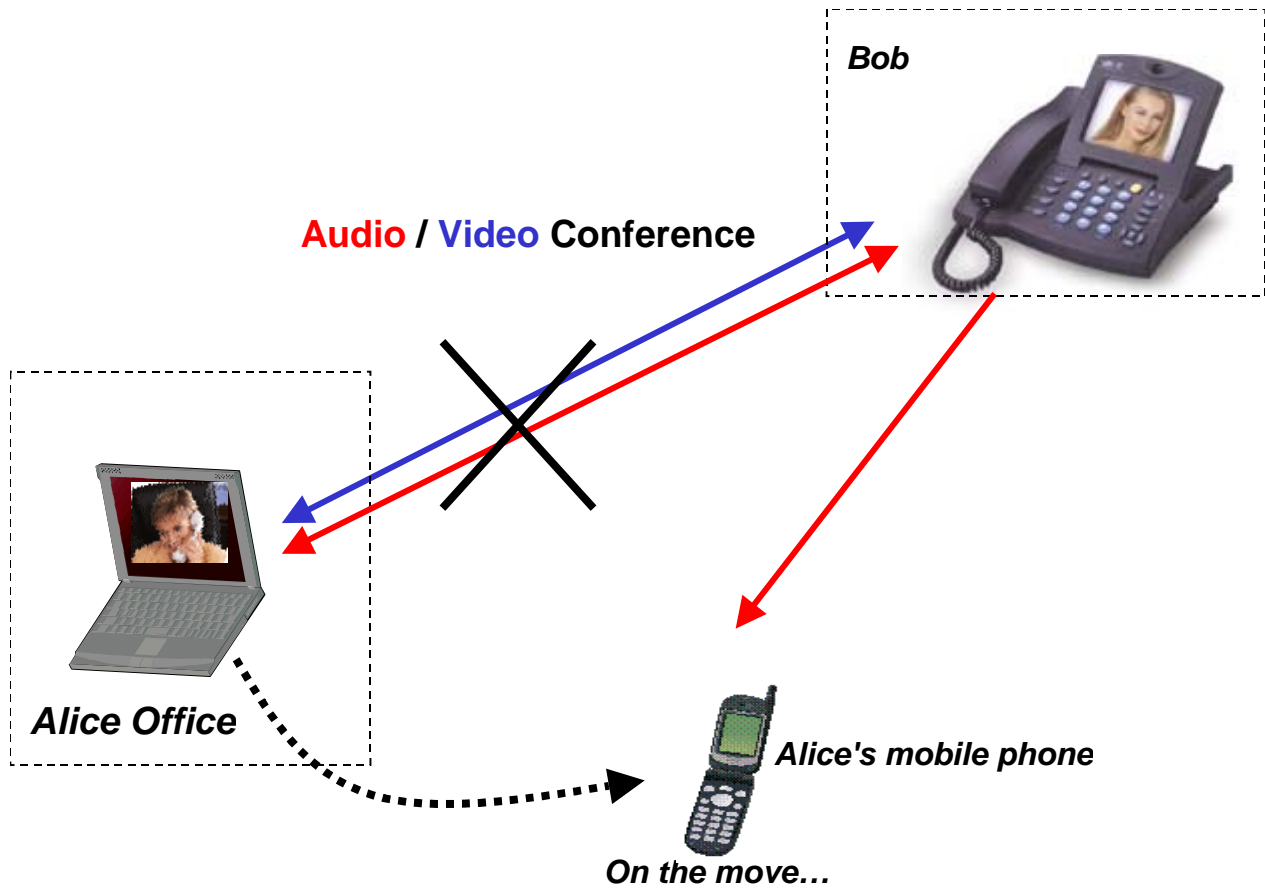 Bob
Audio / Video Conference
Alice Office
Alice's mobile phone
On the move…